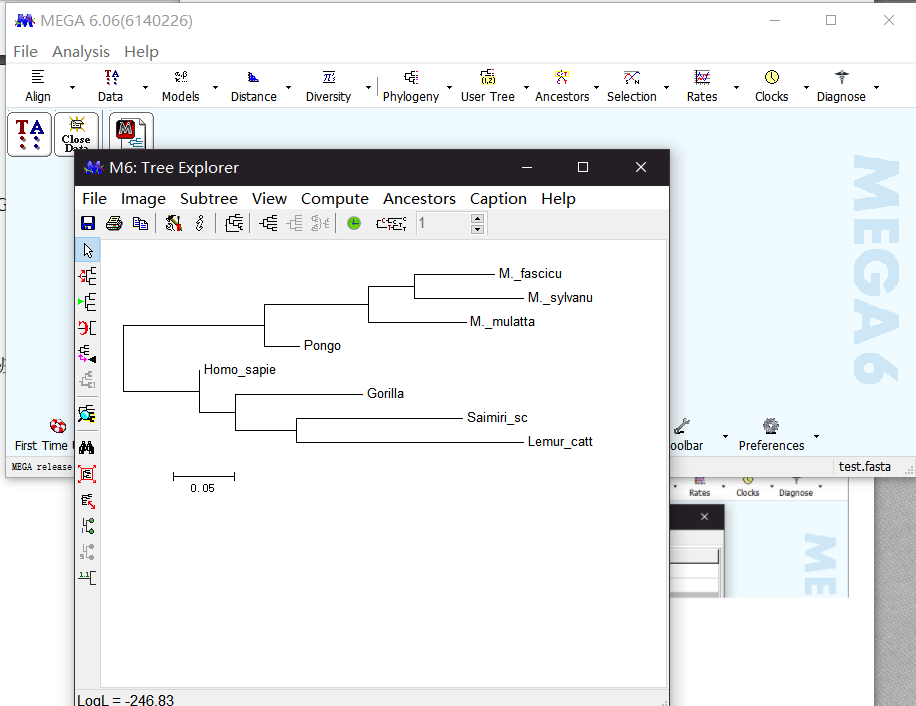 MEGA 6.06(6140226)
File Analysis Help
Align Data Models Distance Diversity Phylogeny User Tree Ancestors Selection Rates Clocks Diagnose
TA
Close
Data
M
M6: Tree Explorer
File Image Subtree View Compute Ancestors Caption Help
1
M._fascicu
M._sylvanu
M._mulatta
Pongo
Homo_sapie
Gorilla
Saimiri_sc
Lemur_catt
0.05
LogL = -246.83
MEGA6
First Time
oolbar
Preferences
MEGA release
test.fasta
Rates Clocks Diagnose
ME